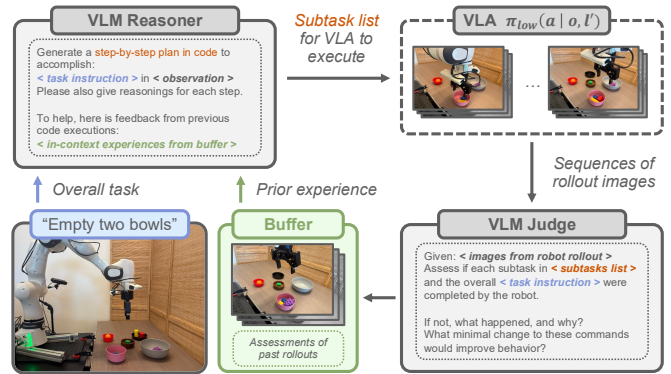 VLM Reasoner
Generate a step-by-step plan in code to
accomplish:
< task instruction > in < observation >
Please also give reasonings for each step.
To help, here is feedback from previous
code executions:
< in-context experiences from buffer >
Subtask list
for VLA to
execute
VLA π_low(a | o, l′)
...
Sequences of
rollout images
Overall task
Prior experience
"Empty two bowls"
Buffer
Assessments of
past rollouts
VLM Judge
Given: < images from robot rollout >
Assess if each subtask in < subtasks list >
and the overall < task instruction > were
completed by the robot.
If not, what happened, and why?
What minimal change to these commands
would improve behavior?